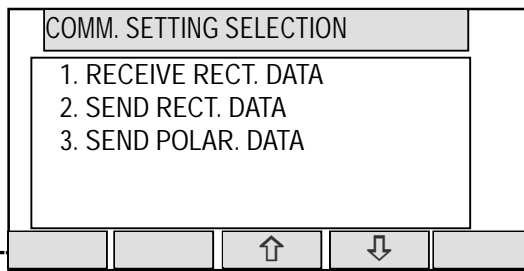 COMM. SETTING SELECTION
1. RECEIVE RECT. DATA
2. SEND RECT. DATA
3. SEND POLAR. DATA